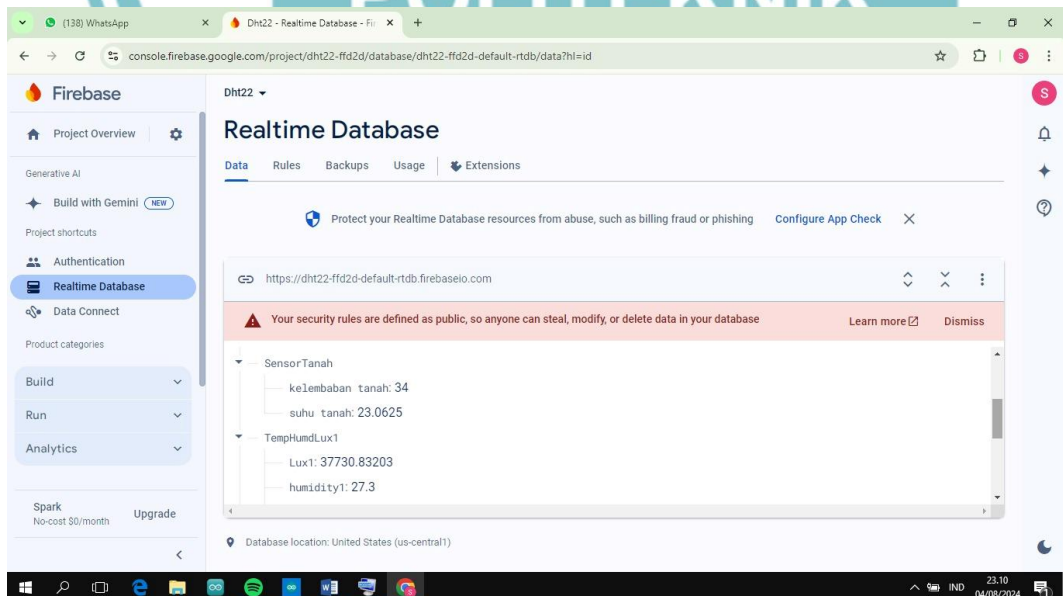 (138) WhatsApp
Dht22 - Realtime Database - Fir
console.firebase.google.com/project/dht22-ffd2d/database/dht22-ffd2d-default-rtdb/data?hl=id
S
Firebase
Dht22
S
Project Overview
Realtime Database
Data Rules Backups Usage Extensions
Generative AI
Build with Gemini NEW
Protect your Realtime Database resources from abuse, such as billing fraud or phishing Configure App Check
Project shortcuts
Authentication
Realtime Database
Data Connect
Product categories
Build
Run
Analytics
Spark
No-cost $0/month
Upgrade
https://dht22-ffd2d-default-rtdb.firebaseio.com
Your security rules are defined as public, so anyone can steal, modify, or delete data in your database Learn more Dismiss
SensorTanah
kelembaban tanah: 34
suhu tanah: 23.0625
TempHumdLux1
Lux1: 37730.83203
humidity1: 27.3
Database location: United States (us-central1)
IND
23.10
04/08/2024